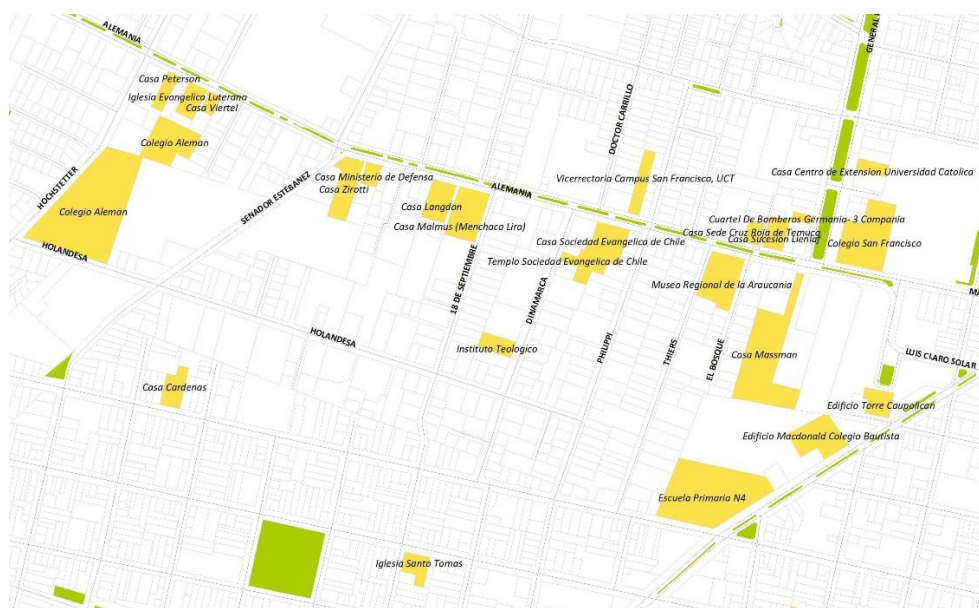 ALEMANIA
GENERAL
Casa Peterson
Iglesia Evangelica Luterana
Casa Viertel
DOCTOR CARRILLO
Colegio Aleman
HOCHSTETTER
SENADOR ESTEBANEZ
Casa Ministerio de Defensa
Casa Zirotti
ALEMANIA
Vicerrectoria Campus San Francisco, UCT
Casa Centro de Extension Universidad Catolica
Colegio Aleman
Casa Langdon
Casa Malmus (Menchaca Lira)
Cuartel De Bomberos Germania- 3 Compania
Casa Sede Cruz Roja de Temuco
Casa Sucesion Lienlaf
Colegio San Francisco
HOLANDESA
Casa Sociedad Evangelica de Chile
Templo Sociedad Evangelica de Chile
18 DE SEPTIEMBRE
DINAMARCA
Museo Regional de la Araucania
MA
HOLANDESA
Instituto Teologico
PHILIPPI
THIERS
EL BOSQUE
Casa Massman
LUIS CLARO SOLAR
Casa Cardenas
Edificio Torre Caupolican
Edificio Macdonald Colegio Bautista
Escuela Primaria N4
Iglesia Santo Tomas